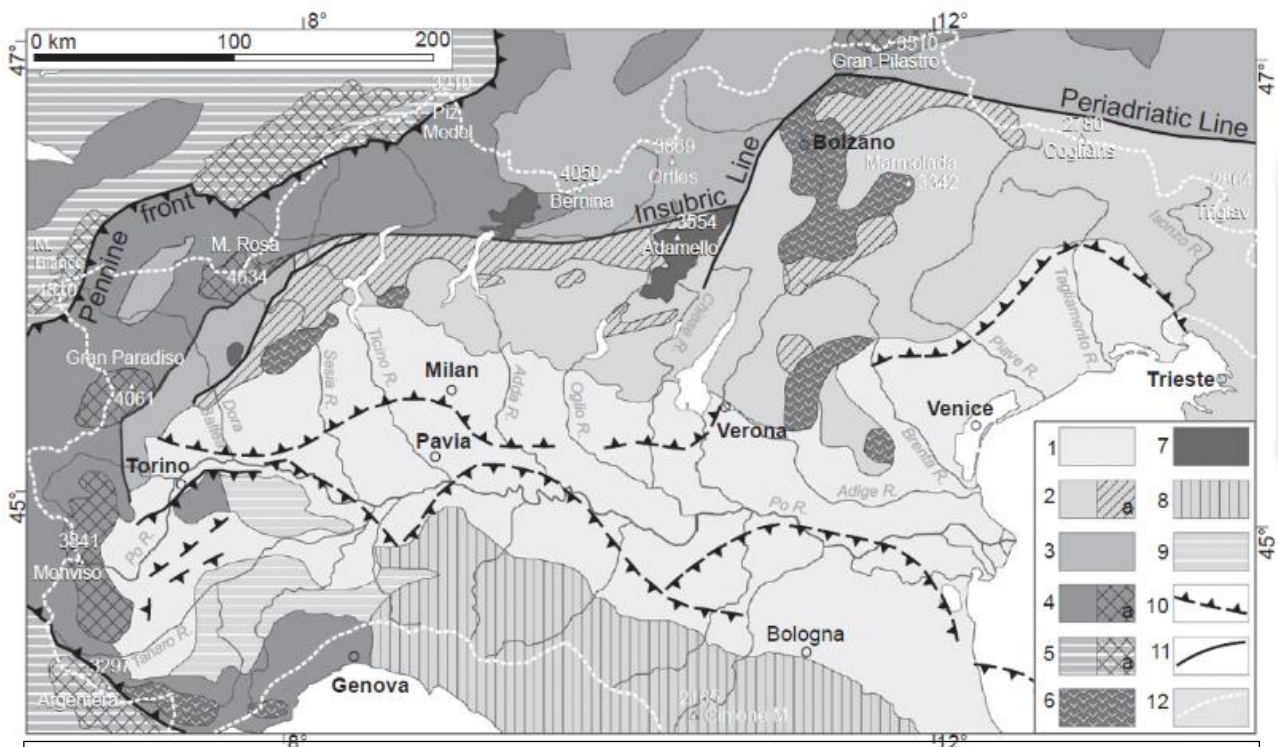 8°
12°
0 km 100 200
47°
47°
3510
Gran Pilastro
3210
Piz
Medel
Periadriatic Line
2780
Coglians
Bolzano
Marmolada
3342
3869
Ortles
4050
Bernina
Insubric Line
3554
Adamello
2864
Triglav
Isonzo R.
Pennine front
M. Rosa
4634
M.
Bianco
4810
Gran Paradiso
4061
Chiese R.
Tagliamento R.
Piave R.
Trieste
Sesia R.
Ticino R.
Milan
Adda R.
Oglio R.
Dora
Baltea
Verona
Venice
Brenta R.
Pavia
Torino
Po R.
Adige R.
Po R.
45°
45°
3841
Monviso
Tanaro R.
Bologna
3297
Argentera
Genova
2165
Cimone M
8°
12°
1
7
2 a
8
3
9
4 a
10
5 a
11
6
12